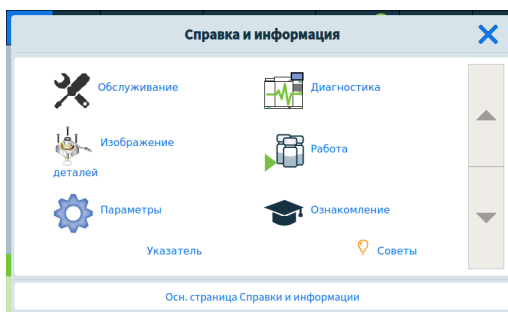 Справка и информация
Обслуживание
Диагностика
Изображение
деталей
Работа
Параметры
Ознакомление
Указатель
Советы
Осн. страница Справки и информации